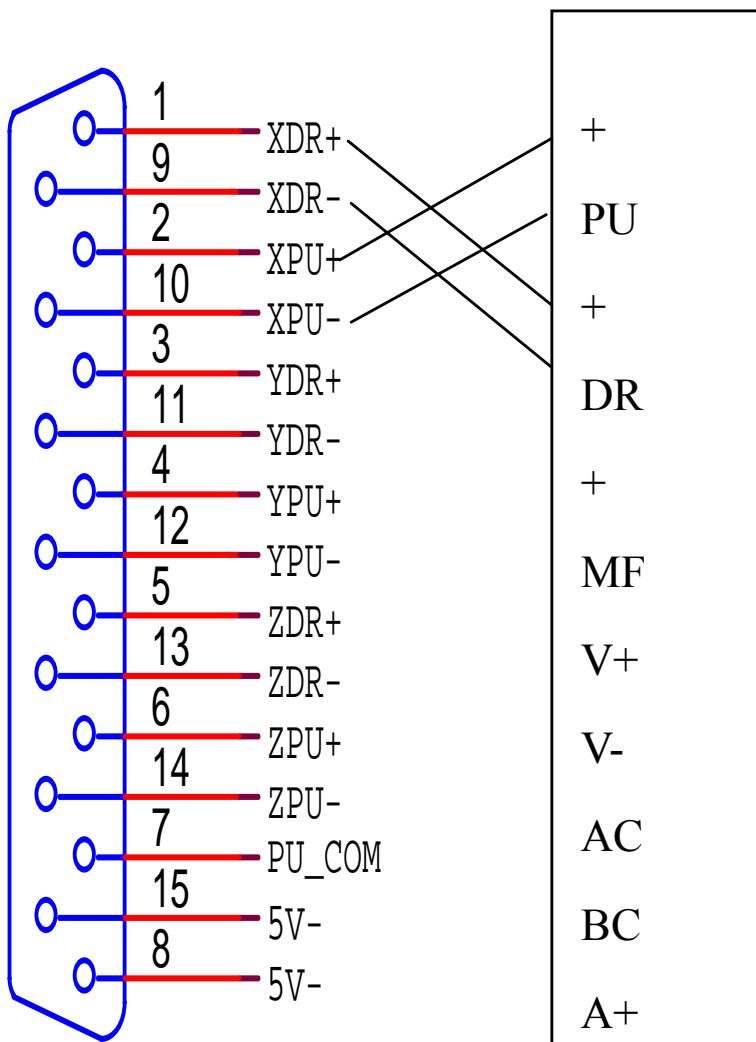 1 XDR+
9 XDR-
2 XPU+
10 XPU-
3 YDR+
11 YDR-
4 YPU+
12 YPU-
5 ZDR+
13 ZDR-
6 ZPU+
14 ZPU-
7 PU_COM
15 5V-
8 5V-
+
PU
+
DR
+
MF
V+
V-
AC
BC
A+